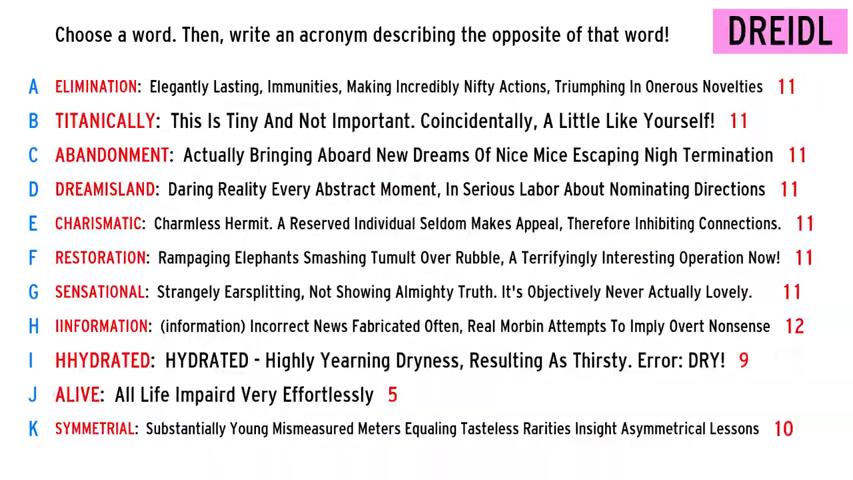 Choose a word. Then, write an acronym describing the opposite of that word!
DREIDL
A ELIMINATION: Elegantly Lasting, Immunities, Making Incredibly Nifty Actions, Triumphing In Onerous Novelties 11
B TITANICALLY: This Is Tiny And Not Important. Coincidentally, A Little Like Yourself! 11
C ABANDONMENT: Actually Bringing Aboard New Dreams Of Nice Mice Escaping Nigh Termination 11
D DREAMISLAND: Daring Reality Every Abstract Moment, In Serious Labor About Nominating Directions 11
E CHARISMATIC: Charmless Hermit. A Reserved Individual Seldom Makes Appeal, Therefore Inhibiting Connections. 11
F RESTORATION: Rampaging Elephants Smashing Tumult Over Rubble, A Terrifyingly Interesting Operation Now! 11
G SENSATIONAL: Strangely Earsplitting, Not Showing Almighty Truth. It's Objectively Never Actually Lovely. 11
H IINFORMATION: (information) Incorrect News Fabricated Often, Real Morbin Attempts To Imply Overt Nonsense 12
I HHYDRATED: HYDRATED - Highly Yearning Dryness, Resulting As Thirsty. Error: DRY! 9
J ALIVE: All Life Impaird Very Effortlessly 5
K SYMMETRIAL: Substantially Young Mismeasured Meters Equaling Tasteless Rarities Insight Asymmetrical Lessons 10